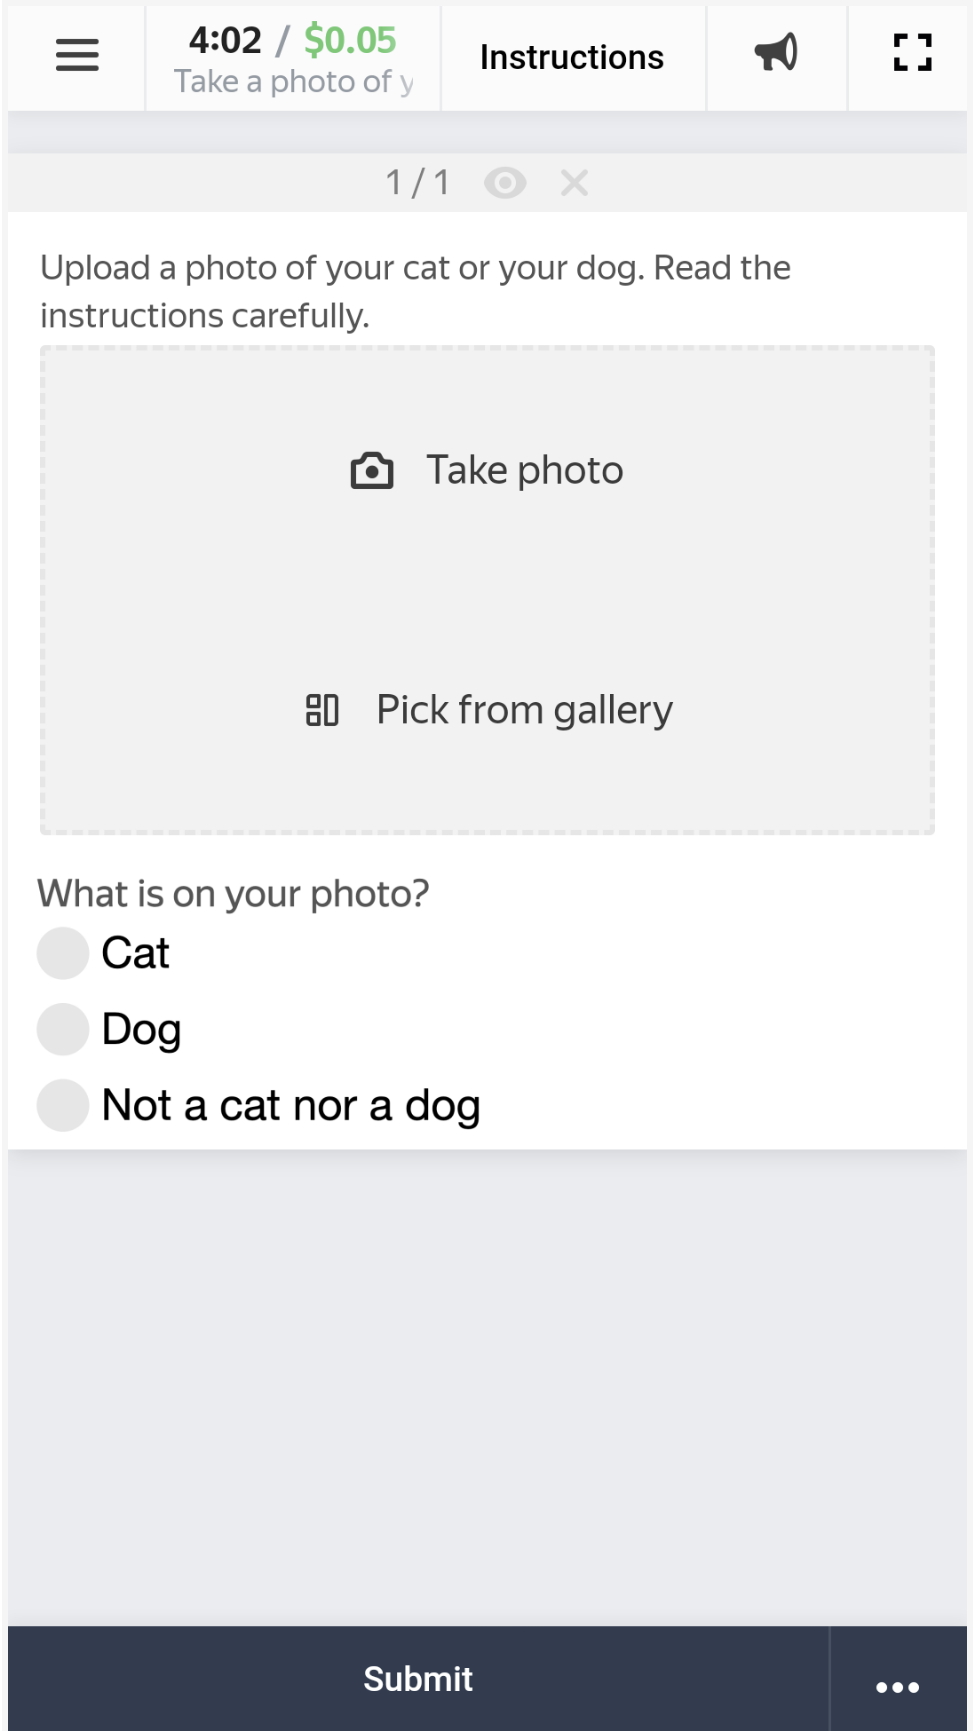 4:02 / $0.05
Take a photo of y
Instructions
1 / 1
Upload a photo of your cat or your dog. Read the
instructions carefully.
Take photo
Pick from gallery
What is on your photo?
Cat
Dog
Not a cat nor a dog
Submit